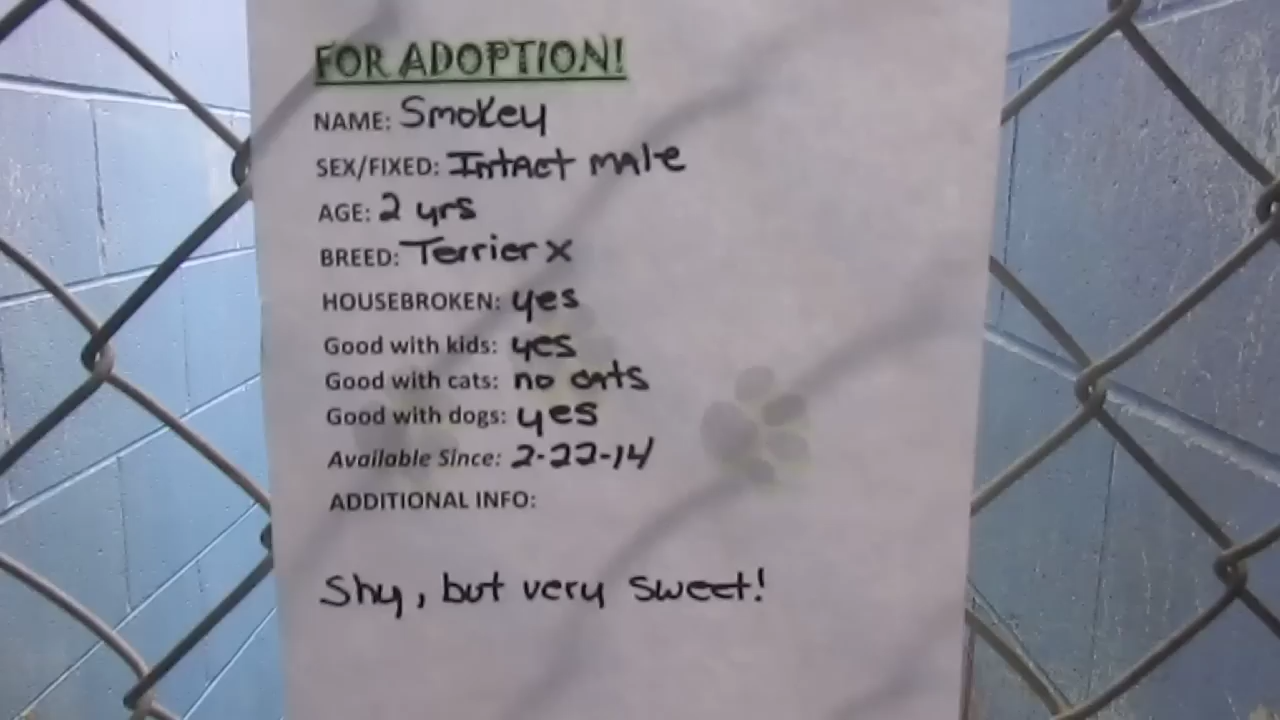 FOR ADOPTION!
NAME: Smokey
SEX/FIXED: Intact male
AGE: 2 yrs
BREED: Terrier x
HOUSEBROKEN: yes
Good with kids: yes
Good with cats: no cats
Good with dogs: yes
Available Since: 2-22-14
ADDITIONAL INFO:
Shy, but very sweet!